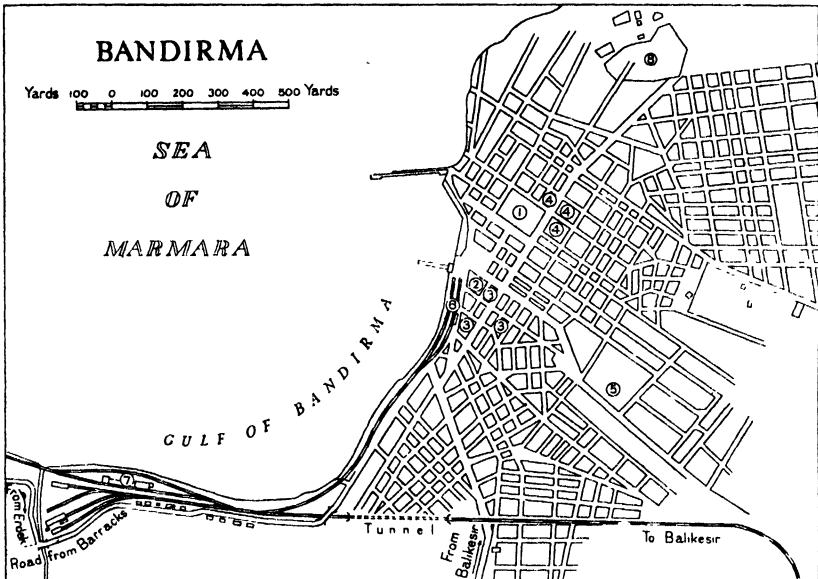 BANDIRMA
Yards 100 0 100 200 300 400 500 Yards
SEA
OF
MARMARA
8
4
1
4
4
2
3
6
3
3
GULF OF BANDIRMA
5
7
From Erdek
Road from Barracks
Tunnel
From Balıkesir
To Balıkesir